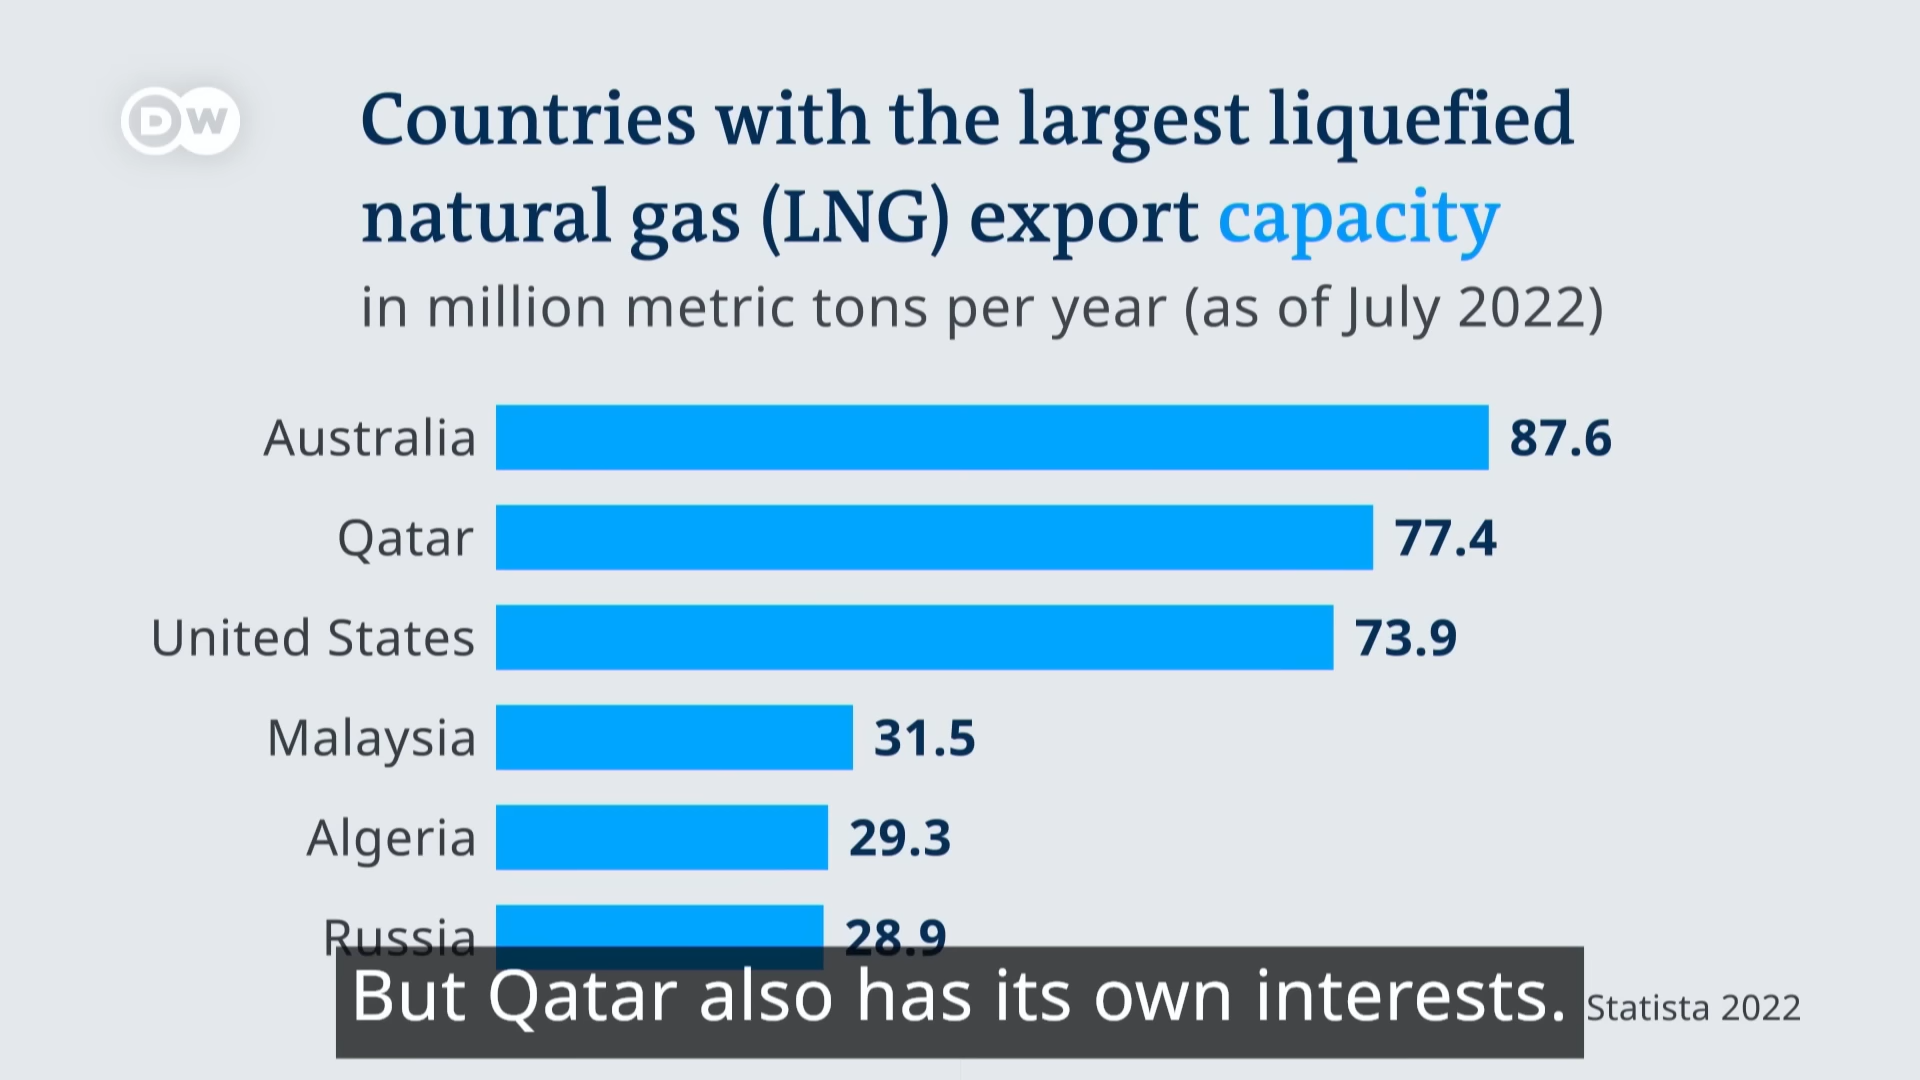 DW
Countries with the largest liquefied
natural gas (LNG) export capacity
in million metric tons per year (as of July 2022)
Australia 87.6
Qatar 77.4
United States 73.9
Malaysia 31.5
Algeria 29.3
Russia 28.9
But Qatar also has its own interests.
Statista 2022